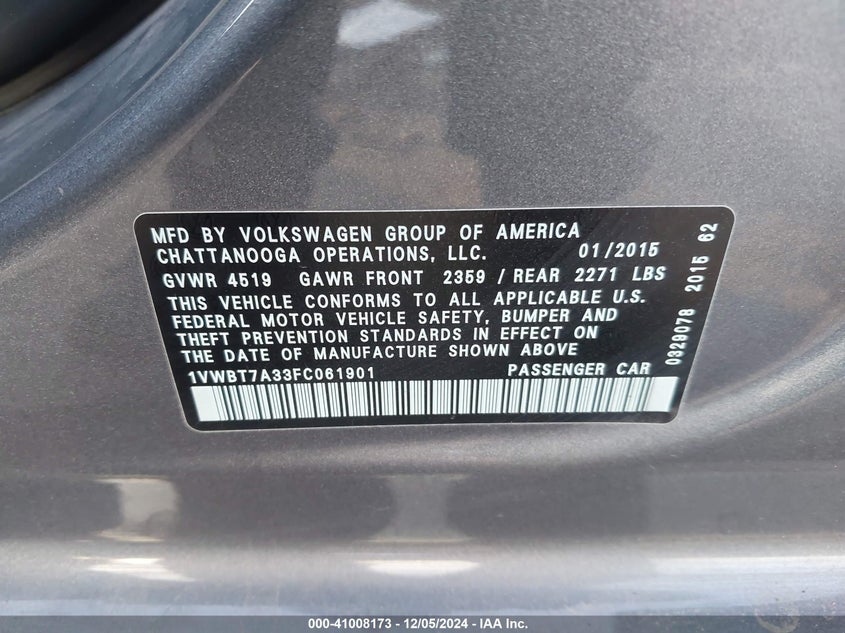 MFD BY VOLKSWAGEN GROUP OF AMERICA
CHATTANOOGA OPERATIONS, LLC. 01/2015
GVWR 4519 GAWR FRONT 2359 / REAR 2271 LBS
THIS VEHICLE CONFORMS TO ALL APPLICABLE U.S.
FEDERAL MOTOR VEHICLE SAFETY, BUMPER AND
THEFT PREVENTION STANDARDS IN EFFECT ON
THE DATE OF MANUFACTURE SHOWN ABOVE
1VWBT7A33FC061901 PASSENGER CAR
0329078 2015 62
000-41008173 - 12/05/2024 - IAA Inc.